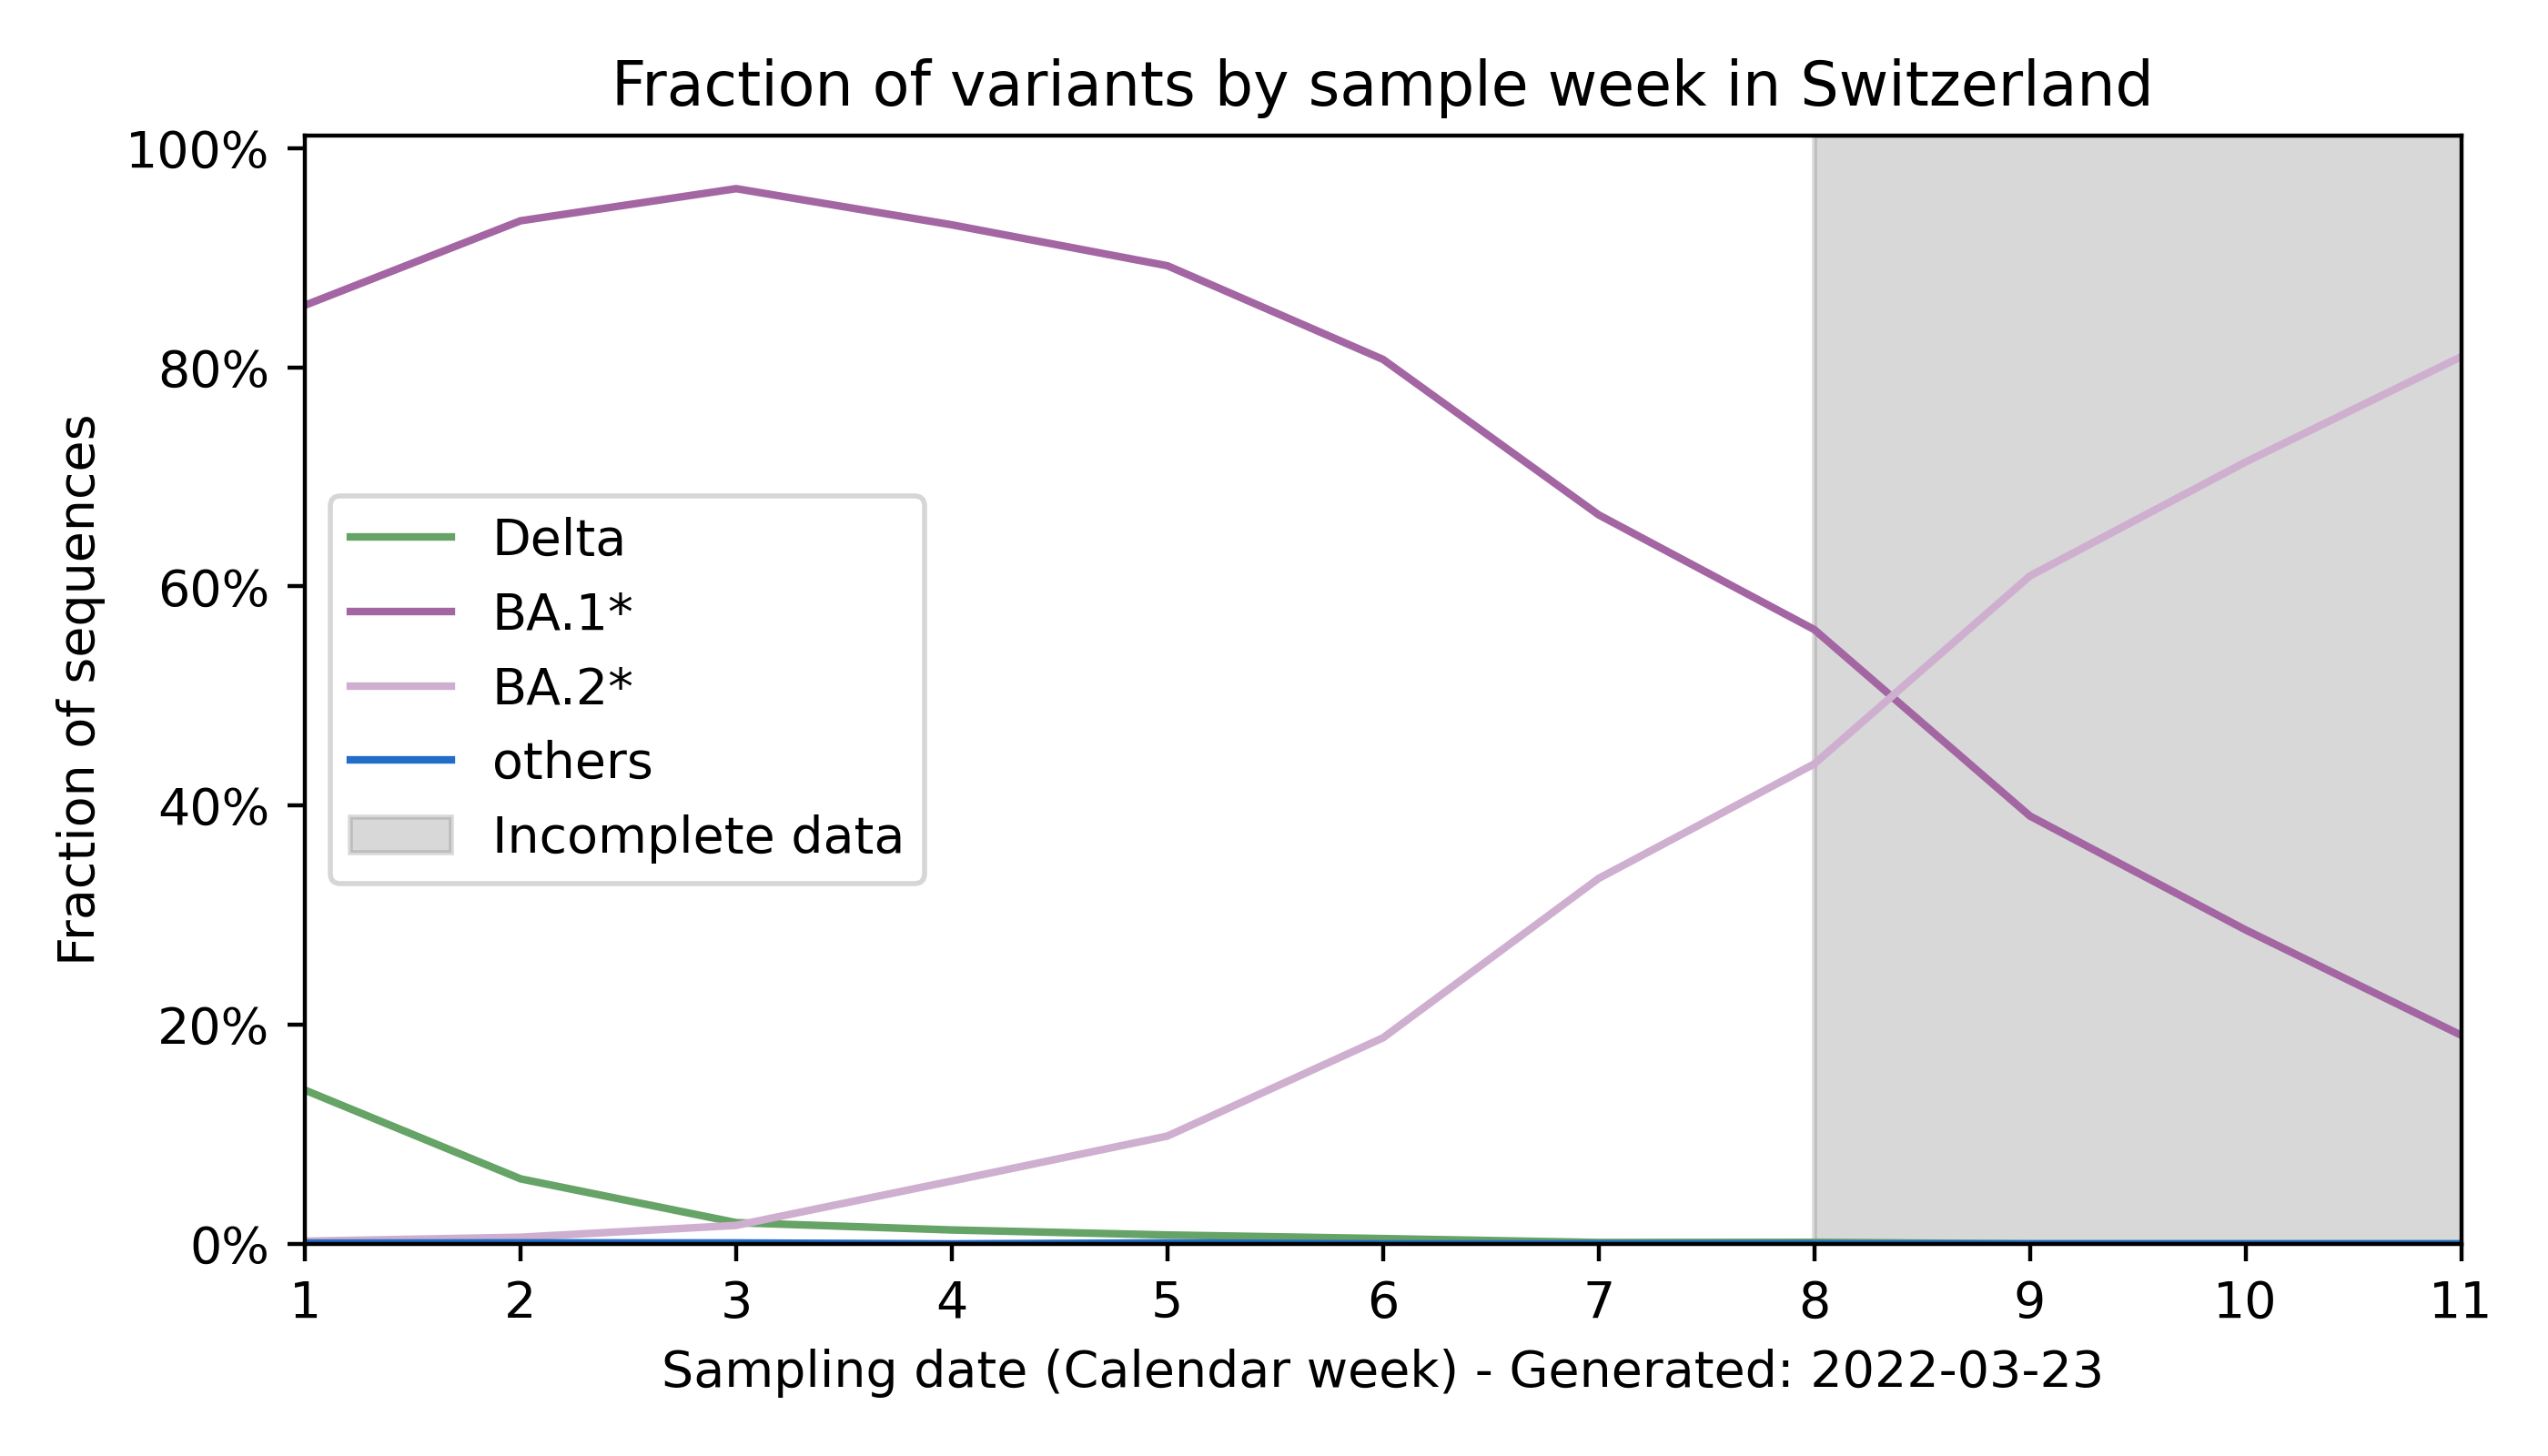 Fraction of variants by sample week in Switzerland
100%
80%
60%
40%
20%
0%
Fraction of sequences
Delta
BA.1*
BA.2*
others
Incomplete data
1 2 3 4 5 6 7 8 9 10 11
Sampling date (Calendar week) - Generated: 2022-03-23